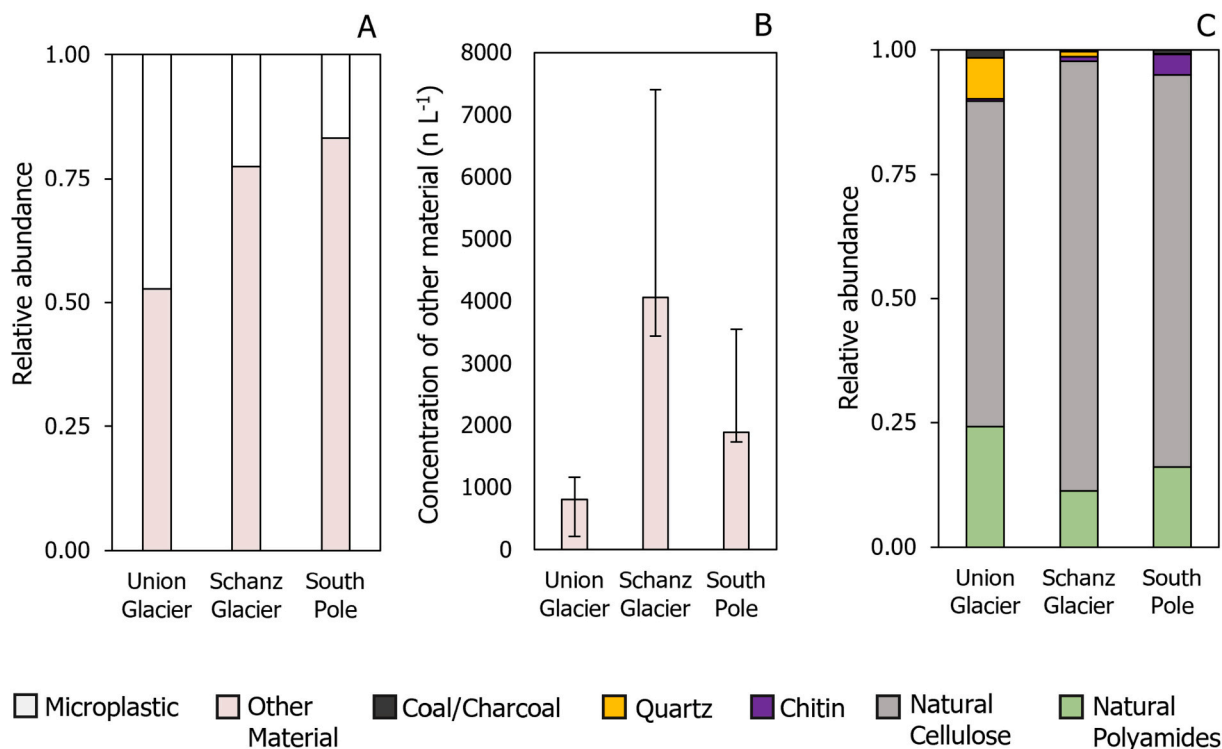 A
1.00
0.75
0.50
0.25
0.00
Relative abundance
Union
Glacier
Schanz
Glacier
South
Pole
B
8000
7000
6000
5000
4000
3000
2000
1000
0
Concentration of other material (n L⁻¹)
Union
Glacier
Schanz
Glacier
South
Pole
C
1.00
0.75
0.50
0.25
0.00
Relative abundance
Union
Glacier
Schanz
Glacier
South
Pole
Microplastic
Other
Material
Coal/Charcoal
Quartz
Chitin
Natural
Cellulose
Natural
Polyamides